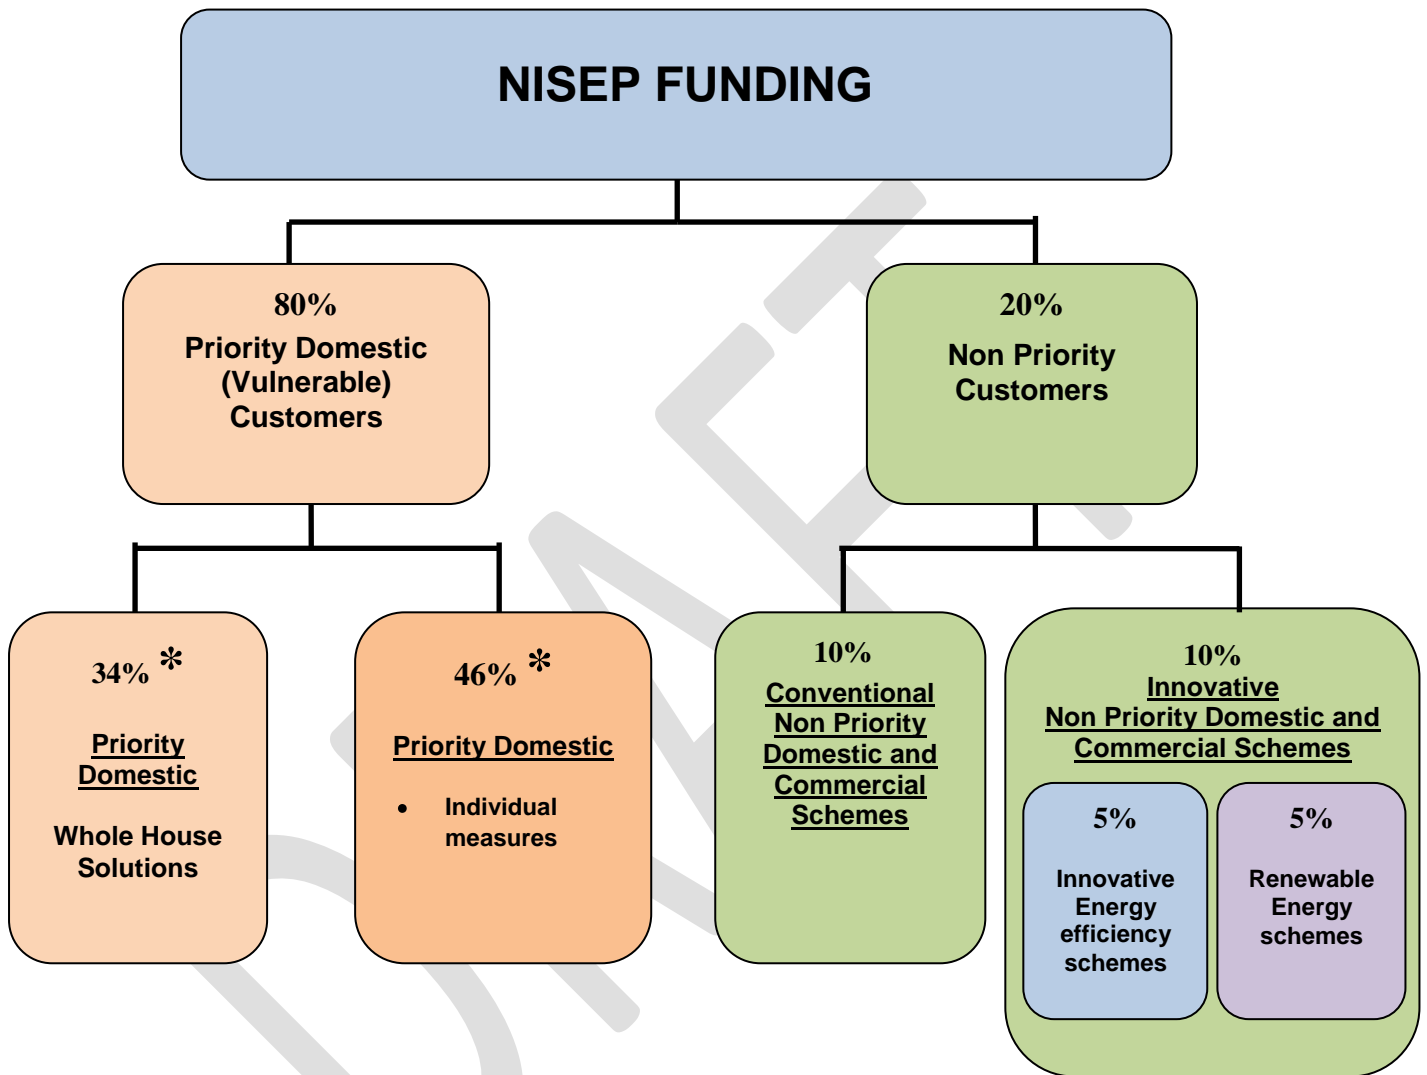 NISEP FUNDING
80%
Priority Domestic
(Vulnerable)
Customers
20%
Non Priority
Customers
34% *
Priority
Domestic
Whole House
Solutions
46% *
Priority Domestic
• Individual
measures
10%
Conventional
Non Priority
Domestic and
Commercial
Schemes
10%
Innovative
Non Priority Domestic and
Commercial Schemes
5%
Innovative
Energy
efficiency
schemes
5%
Renewable
Energy
schemes
DRAFT